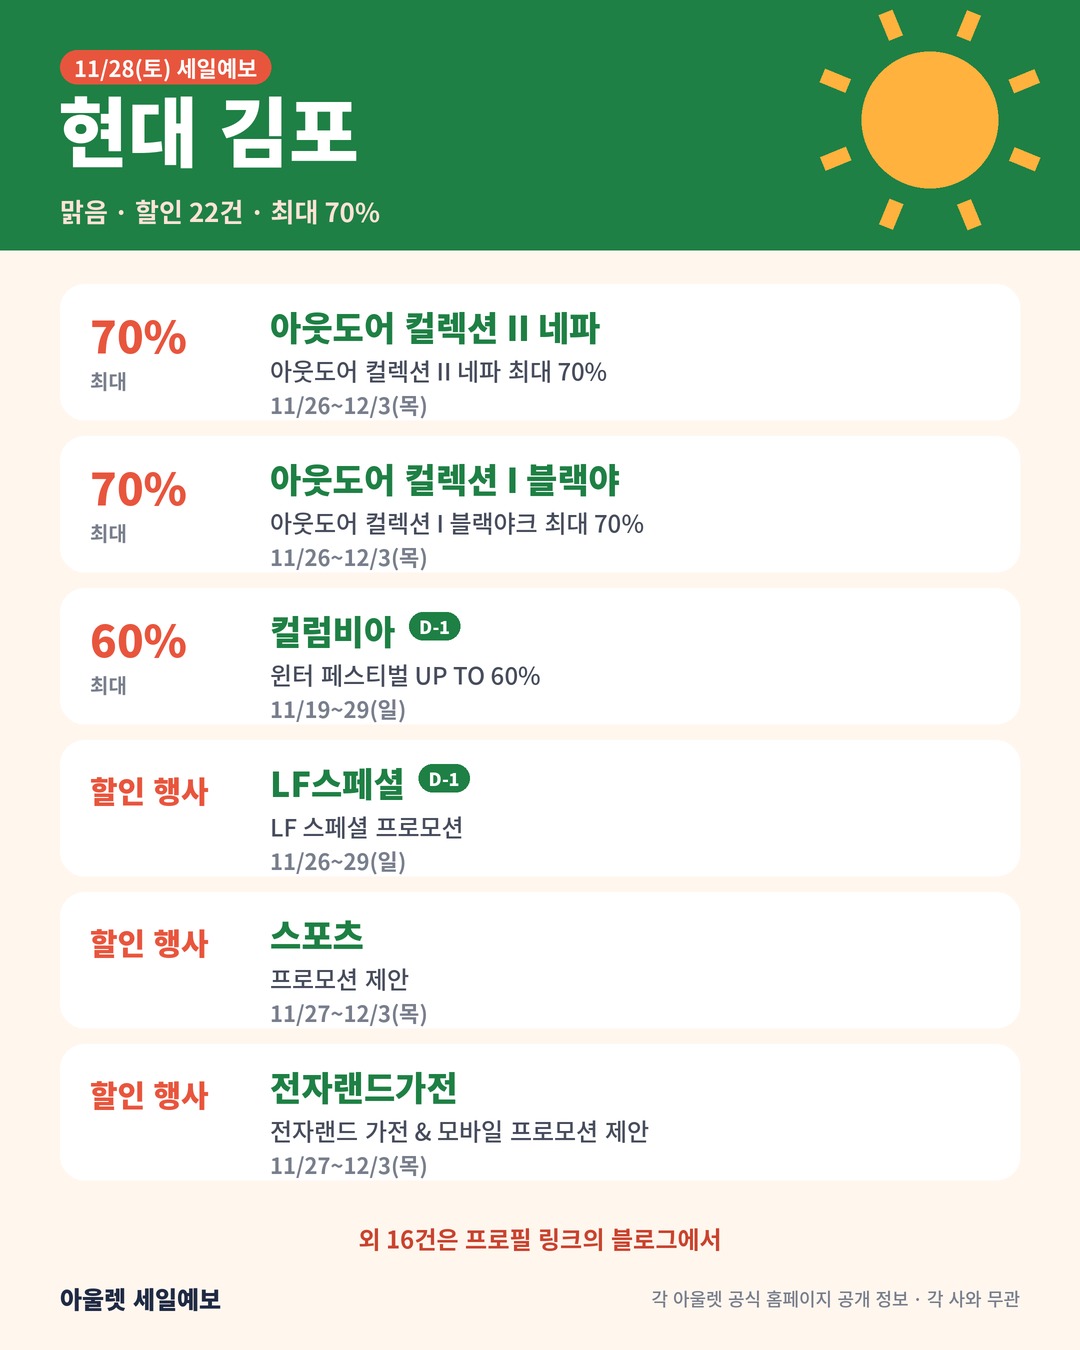 11/28(토) 세일예보
현대 김포
맑음 · 할인 22건 · 최대 70%
70%
최대
아웃도어 컬렉션 II 네파
아웃도어 컬렉션 II 네파 최대 70%
11/26~12/3(목)
70%
최대
아웃도어 컬렉션 I 블랙야
아웃도어 컬렉션 I 블랙야크 최대 70%
11/26~12/3(목)
60%
최대
컬럼비아 D-1
윈터 페스티벌 UP TO 60%
11/19~29(일)
할인 행사
LF스페셜 D-1
LF 스페셜 프로모션
11/26~29(일)
할인 행사
스포츠
프로모션 제안
11/27~12/3(목)
할인 행사
전자랜드가전
전자랜드 가전 & 모바일 프로모션 제안
11/27~12/3(목)
외 16건은 프로필 링크의 블로그에서
아울렛 세일예보
각 아울렛 공식 홈페이지 공개 정보 · 각 사와 무관